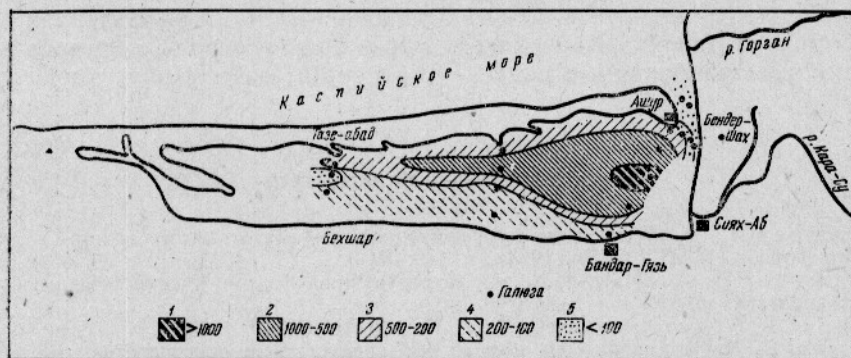 р. Горган
Каспийское море
Ашур
Бендер-
Шах
Тазе-абад
р. Кара-Су
Сиях-Аб
Бехшар
Бандар-Гязь
Галюга
1 2 3 4 5
>1000 1000-500 500-200 200-100 <100